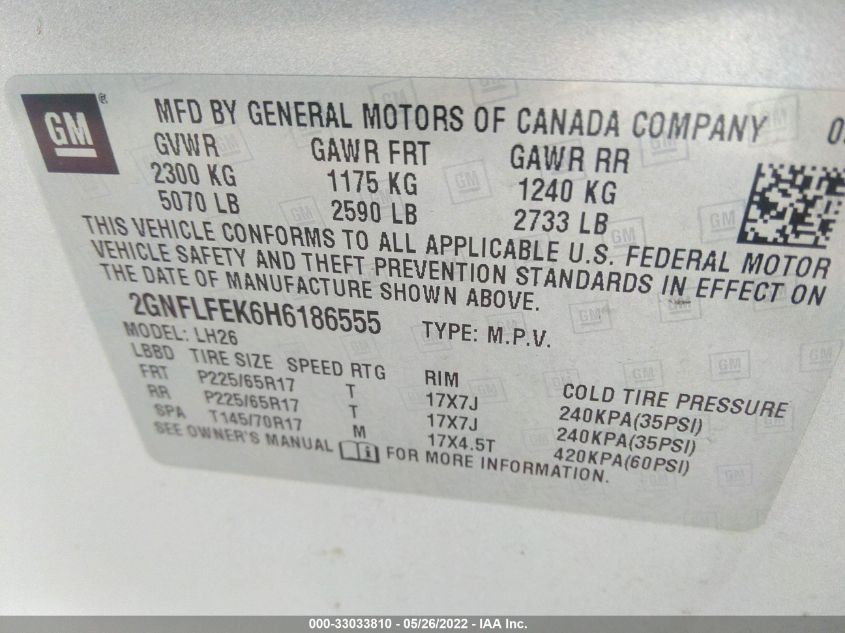 GM ®
MFD BY GENERAL MOTORS OF CANADA COMPANY
GVWR GAWR FRT GAWR RR
2300 KG 1175 KG 1240 KG
5070 LB 2590 LB 2733 LB
THIS VEHICLE CONFORMS TO ALL APPLICABLE U.S. FEDERAL MOTOR
VEHICLE SAFETY AND THEFT PREVENTION STANDARDS IN EFFECT ON
THE DATE OF MANUFACTURE SHOWN ABOVE.
2GNFLFEK6H6186555 TYPE: M.P.V.
MODEL: LH26
LBBD TIRE SIZE SPEED RTG RIM COLD TIRE PRESSURE
FRT P225/65R17 T 17X7J 240KPA(35PSI)
RR P225/65R17 T 17X7J 240KPA(35PSI)
SPA T145/70R17 M 17X4.5T 420KPA(60PSI)
SEE OWNER'S MANUAL FOR MORE INFORMATION.
000-33033810 - 05/26/2022 - IAA Inc.